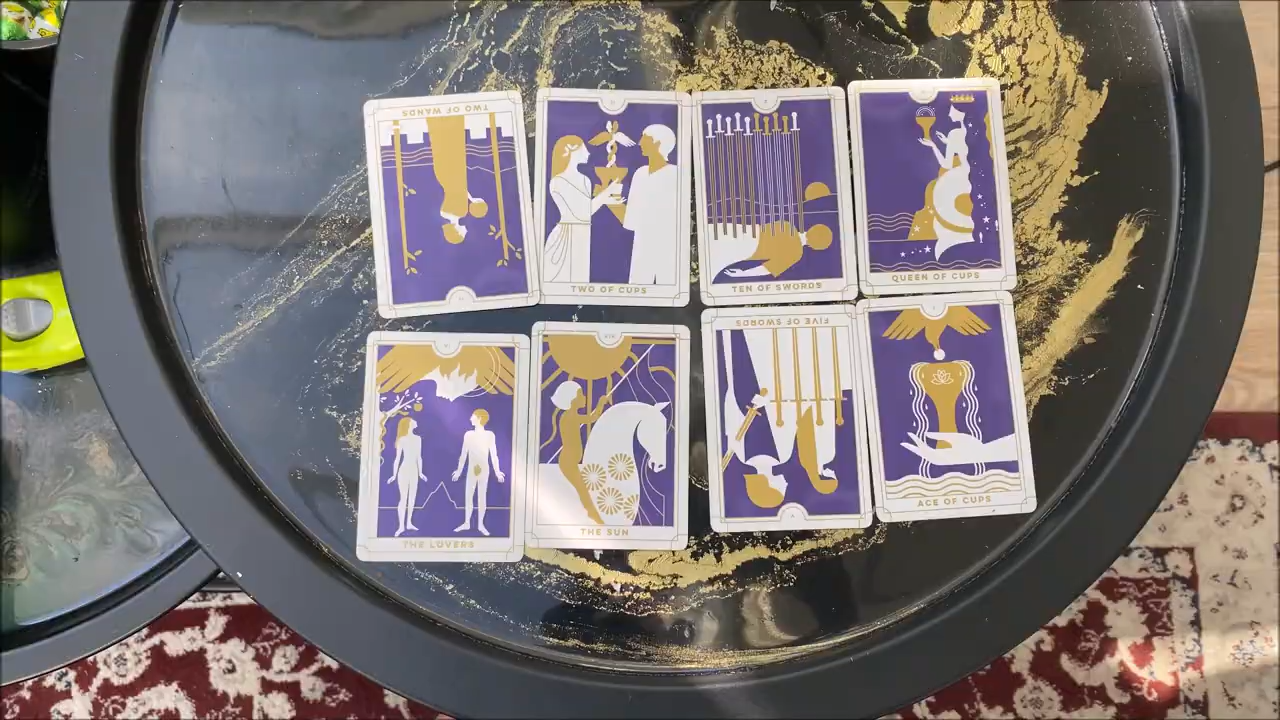 TWO OF WANDS
TWO OF CUPS
TEN OF SWORDS
QUEEN OF CUPS
THE LOVERS
THE SUN
FIVE OF SWORDS
ACE OF CUPS